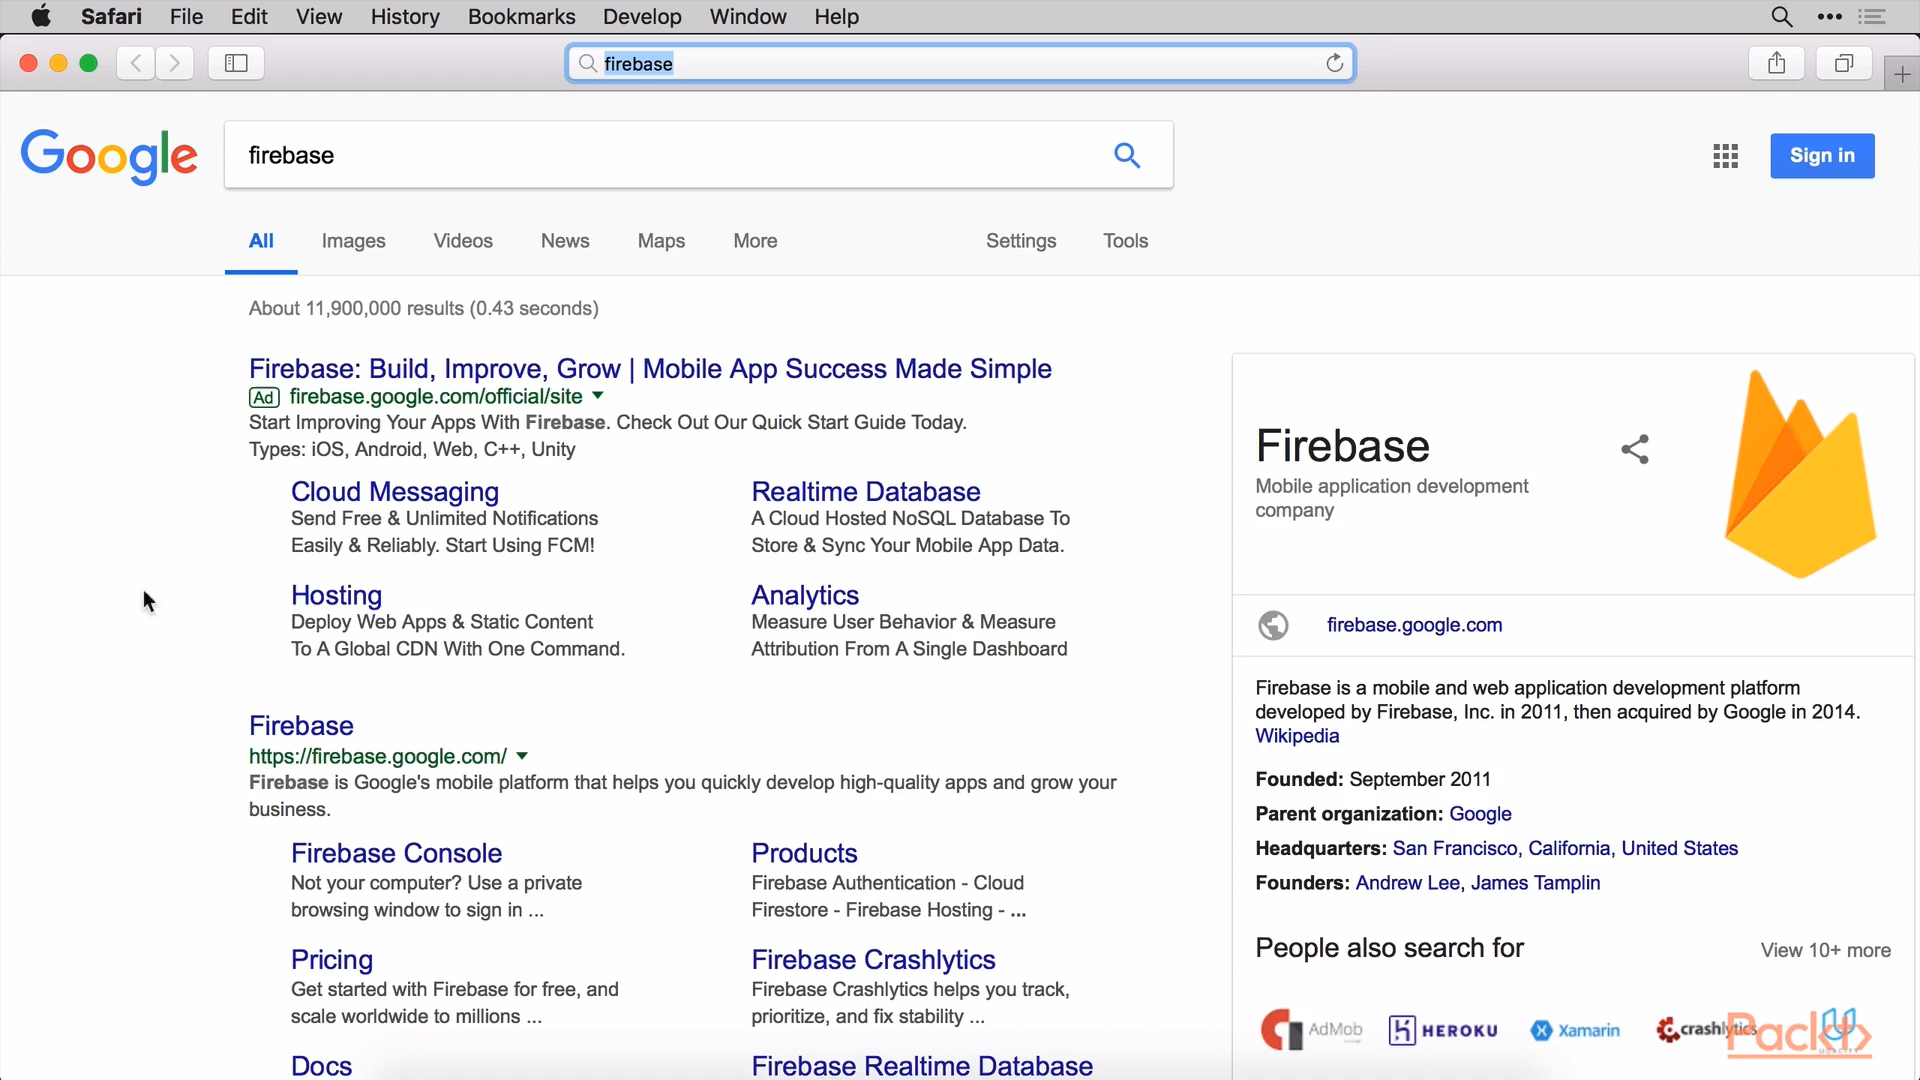 Safari File Edit View History Bookmarks Develop Window Help
firebase
Google
firebase
Sign in
All Images Videos News Maps More Settings Tools
About 11,900,000 results (0.43 seconds)
Firebase: Build, Improve, Grow | Mobile App Success Made Simple
Ad firebase.google.com/official/site
Start Improving Your Apps With Firebase. Check Out Our Quick Start Guide Today.
Types: iOS, Android, Web, C++, Unity
Cloud Messaging
Send Free & Unlimited Notifications
Easily & Reliably. Start Using FCM!
Realtime Database
A Cloud Hosted NoSQL Database To
Store & Sync Your Mobile App Data.
Hosting
Deploy Web Apps & Static Content
To A Global CDN With One Command.
Analytics
Measure User Behavior & Measure
Attribution From A Single Dashboard
Firebase
https://firebase.google.com/
Firebase is Google's mobile platform that helps you quickly develop high-quality apps and grow your
business.
Firebase Console
Not your computer? Use a private
browsing window to sign in ...
Products
Firebase Authentication - Cloud
Firestore - Firebase Hosting - ...
Pricing
Get started with Firebase for free, and
scale worldwide to millions ...
Firebase Crashlytics
Firebase Crashlytics helps you track,
prioritize, and fix stability ...
Docs
Firebase Realtime Database
Firebase
Mobile application development
company
firebase.google.com
Firebase is a mobile and web application development platform
developed by Firebase, Inc. in 2011, then acquired by Google in 2014.
Wikipedia
Founded: September 2011
Parent organization: Google
Headquarters: San Francisco, California, United States
Founders: Andrew Lee, James Tamplin
People also search for
View 10+ more
AdMob
HEROKU
Xamarin
crashlytics
Packt